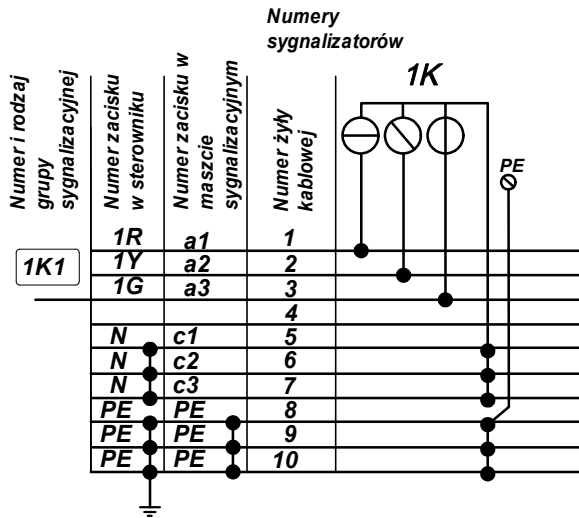 Numery
sygnalizatorów
1K
PE
Numer i rodzaj
grupy
sygnalizacyjnej
Numer zacisku
w sterowniku
Numer zacisku w
maszcie
sygnalizacyjnym
Numer żyły
kablowej
1K1
1R a1 1
1Y a2 2
1G a3 3
4
N c1 5
N c2 6
N c3 7
PE PE 8
PE PE 9
PE PE 10